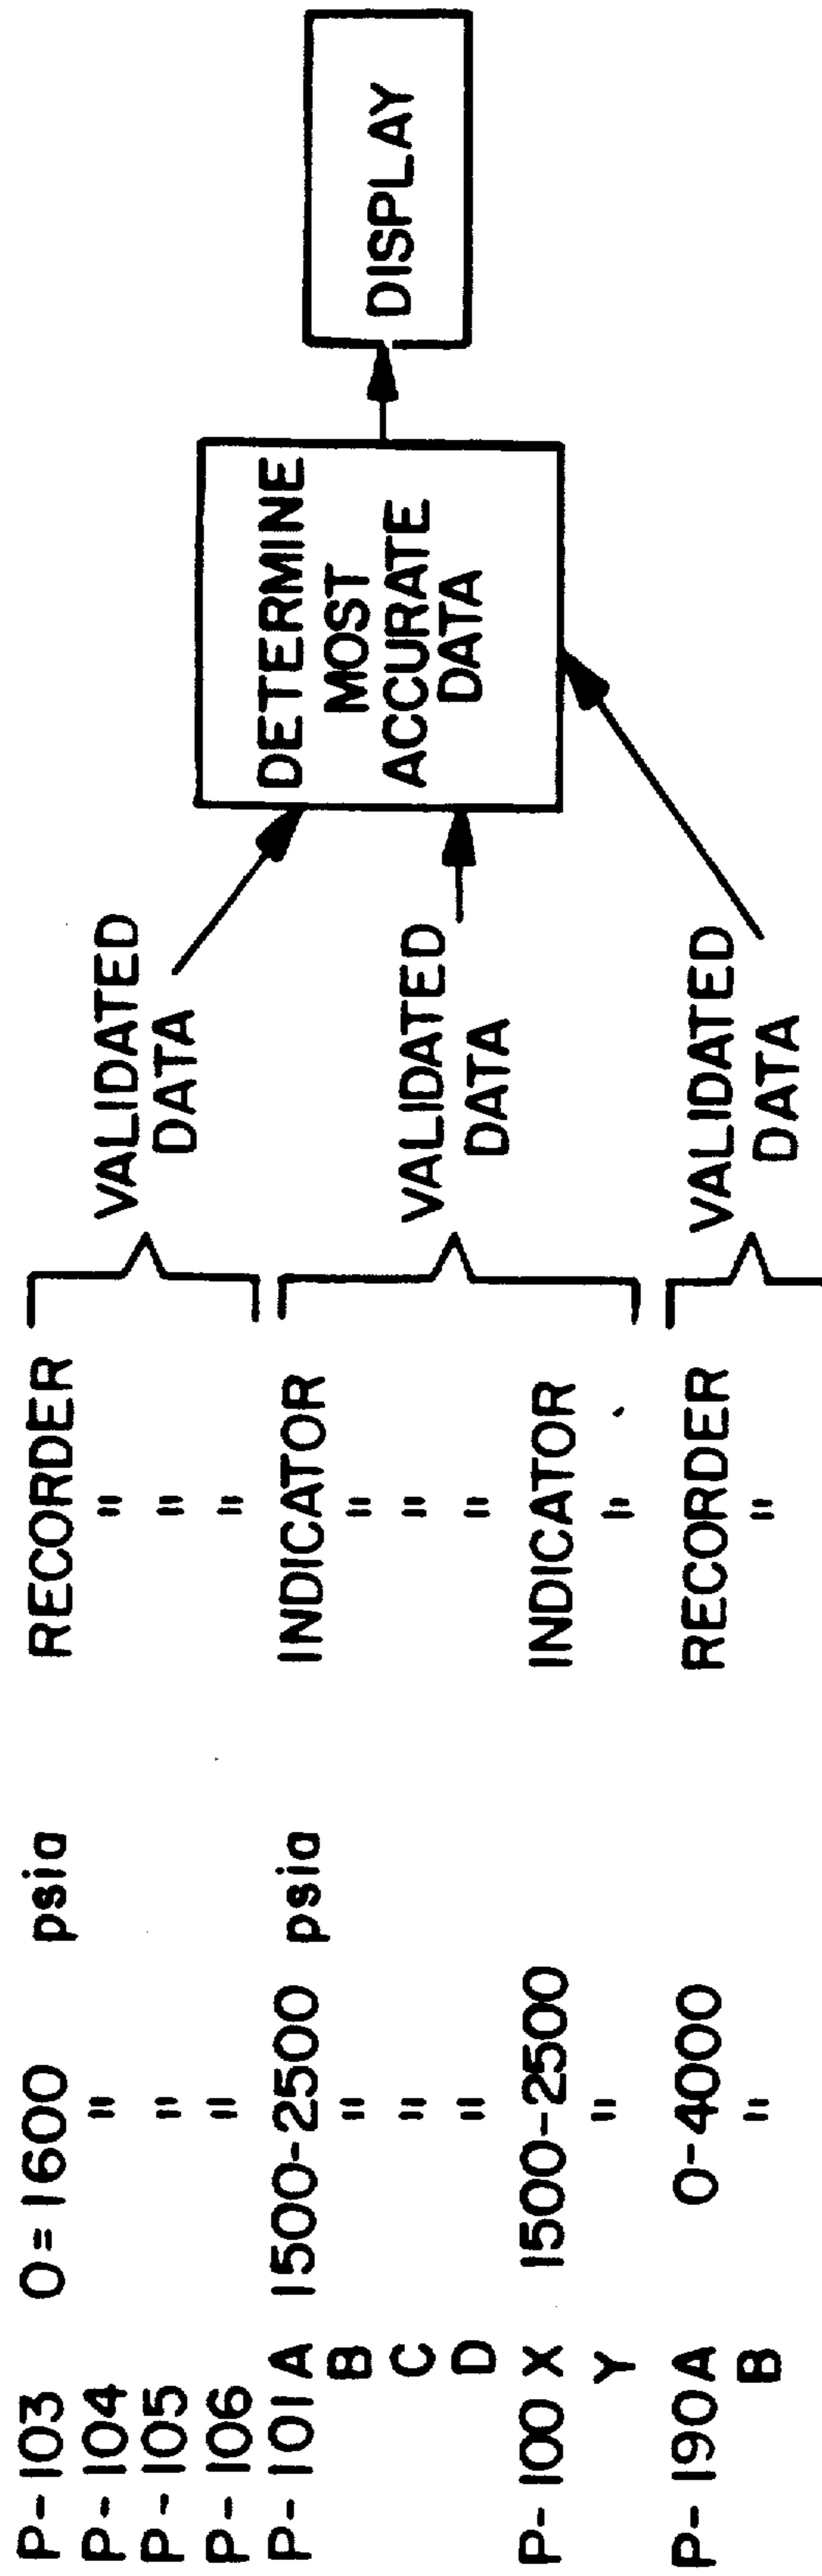 P-103 0=1600 psia RECORDER
P-104 " "
P-105 " "
P-106 " "
P-101 A 1500-2500 psia INDICATOR
B " "
C " "
D " "
P-100 X 1500-2500 INDICATOR
Y " "
P-190A 0-4000 RECORDER
B " "
VALIDATED
DATA
VALIDATED
DATA
VALIDATED
DATA
DETERMINE
MOST
ACCURATE
DATA
DISPLAY